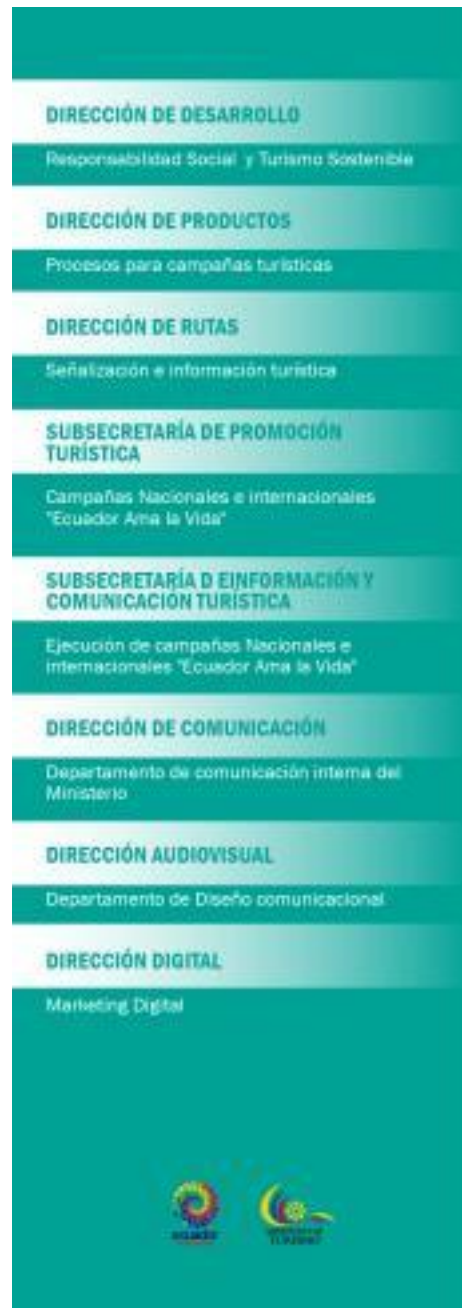 DIRECCIÓN DE DESARROLLO
Responsabilidad Social y Turismo Sostenible
DIRECCIÓN DE PRODUCTOS
Procesos para campañas turísticas
DIRECCIÓN DE RUTAS
Señalización e información turística
SUBSECRETARÍA DE PROMOCIÓN
TURÍSTICA
Campañas Nacionales e internacionales
"Ecuador Ama la Vida"
SUBSECRETARÍA D EINFORMACIÓN Y
COMUNICACIÓN TURISTICA
Ejecución de campañas Nacionales e
internacionales "Ecuador Ama la Vida"
DIRECCIÓN DE COMUNICACIÓN
Departamento de comunicación interna del
Ministerio
DIRECCIÓN AUDIOVISUAL
Departamento de Diseño comunicacional
DIRECCIÓN DIGITAL
Marketing Digital
ecuador
TURISMO